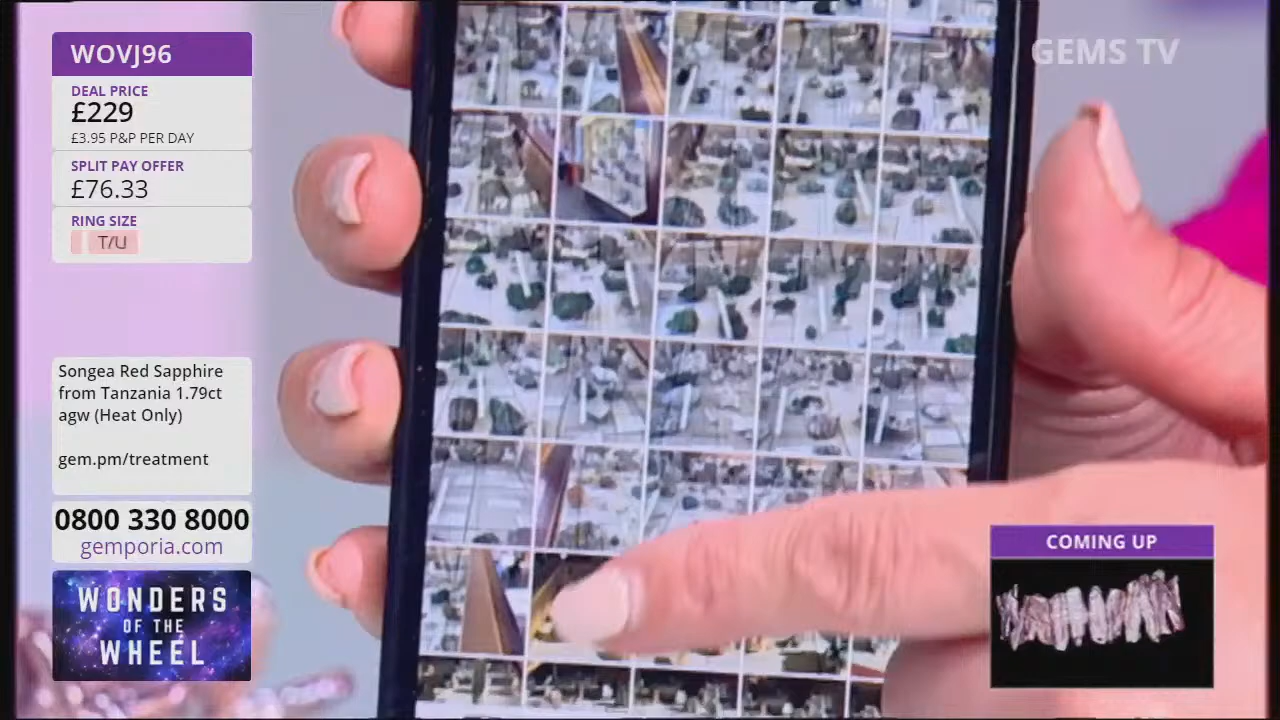 WOVJ96
DEAL PRICE
£229
£3.95 P&P PER DAY
SPLIT PAY OFFER
£76.33
RING SIZE
T/U
Songea Red Sapphire
from Tanzania 1.79ct
agw (Heat Only)
gem.pm/treatment
0800 330 8000
gemporia.com
WONDERS
OF THE
WHEEL
GEMS TV
COMING UP